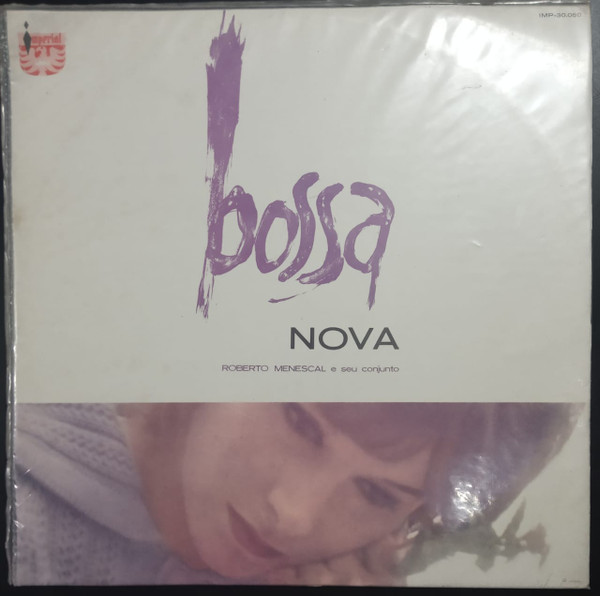 imperial
IMP-30.060
bossa
NOVA
ROBERTO MENESCAL e seu conjunto